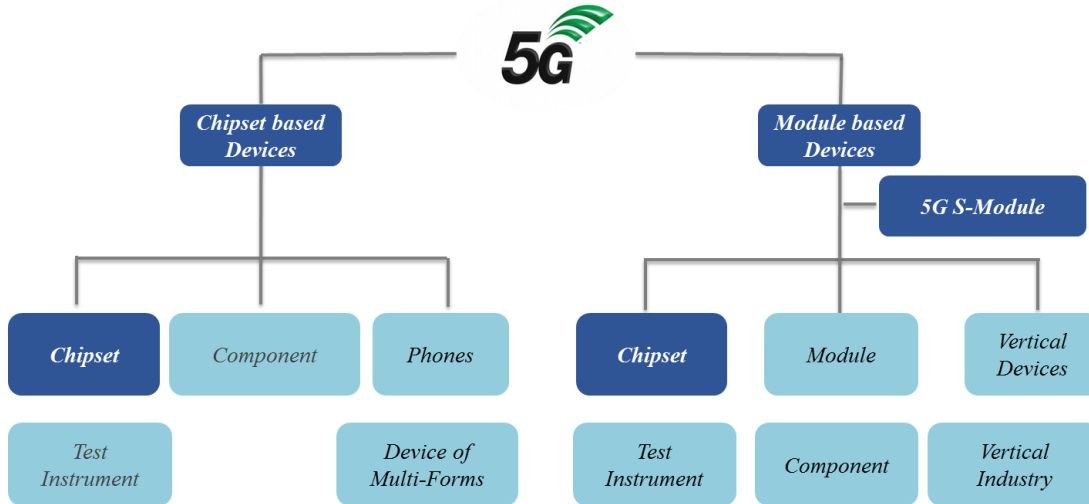 5G
Chipset based
Devices
Module based
Devices
5G S-Module
Chipset
Component
Phones
Chipset
Module
Vertical
Devices
Test
Instrument
Device of
Multi-Forms
Test
Instrument
Component
Vertical
Industry